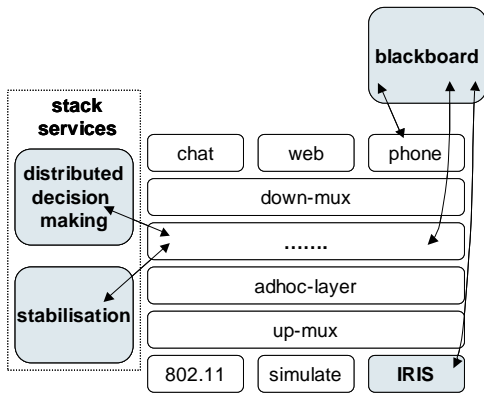 blackboard
stack
services
chat
web
phone
distributed
decision
making
down-mux
.......
stabilisation
adhoc-layer
up-mux
802.11
simulate
IRIS